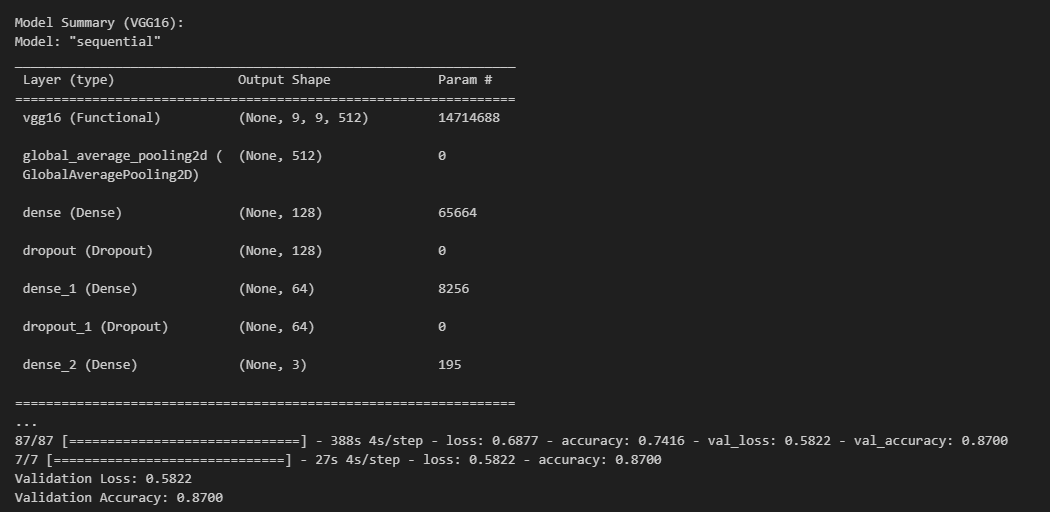 Model Summary (VGG16):
Model: "sequential"
_________________________________________________________________
Layer (type)                Output Shape              Param #
=================================================================
vgg16 (Functional)          (None, 9, 9, 512)         14714688
global_average_pooling2d (  (None, 512)               0
GlobalAveragePooling2D)
dense (Dense)               (None, 128)               65664
dropout (Dropout)           (None, 128)               0
dense_1 (Dense)             (None, 64)                8256
dropout_1 (Dropout)         (None, 64)                0
dense_2 (Dense)             (None, 3)                 195
=================================================================
...
87/87 [==============================] - 388s 4s/step - loss: 0.6877 - accuracy: 0.7416 - val_loss: 0.5822 - val_accuracy: 0.8700
7/7 [==============================] - 27s 4s/step - loss: 0.5822 - accuracy: 0.8700
Validation Loss: 0.5822
Validation Accuracy: 0.8700